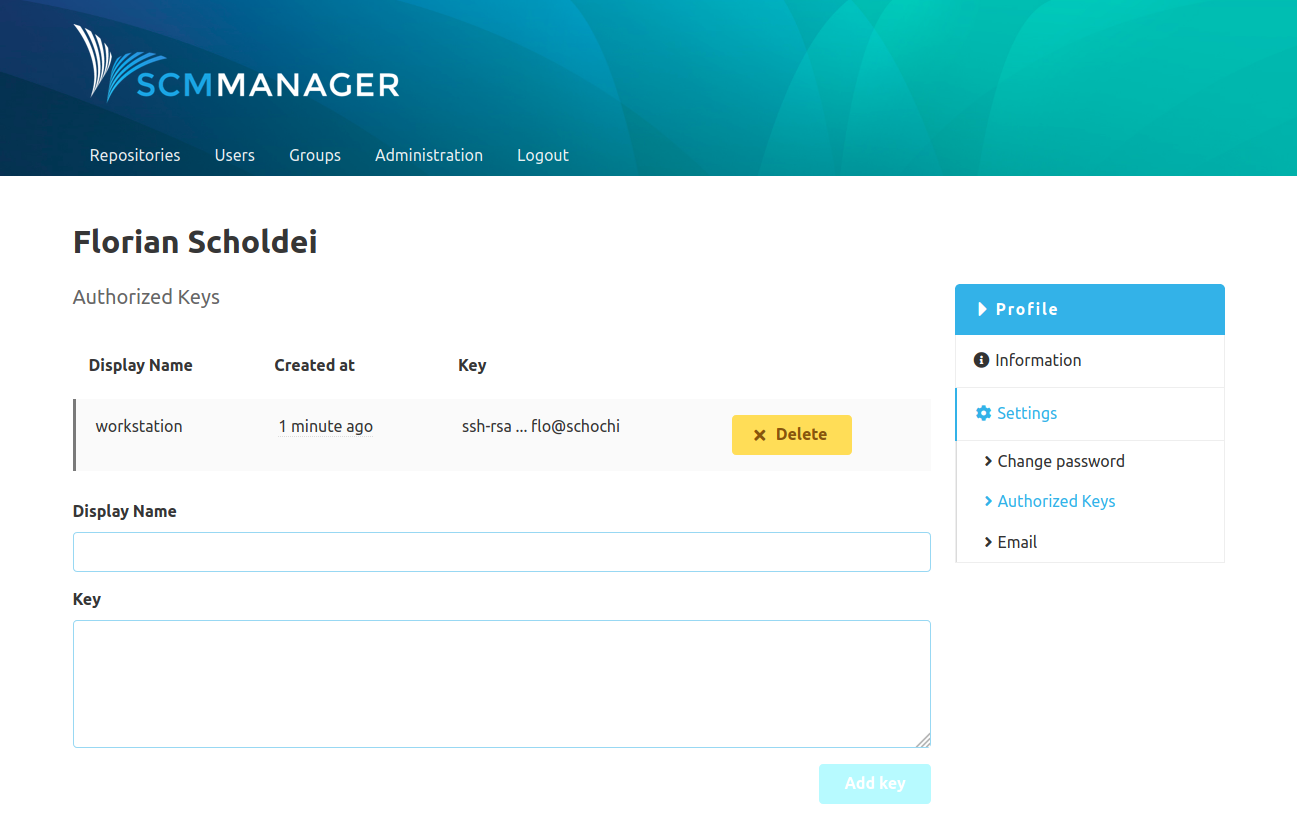 SCMMANAGER
Repositories Users Groups Administration Logout
Florian Scholdei
Authorized Keys
Display Name Created at Key
workstation 1 minute ago ssh-rsa ... flo@schochi Delete
Display Name
Key
Add key
Profile
Information
Settings
Change password
Authorized Keys
Email